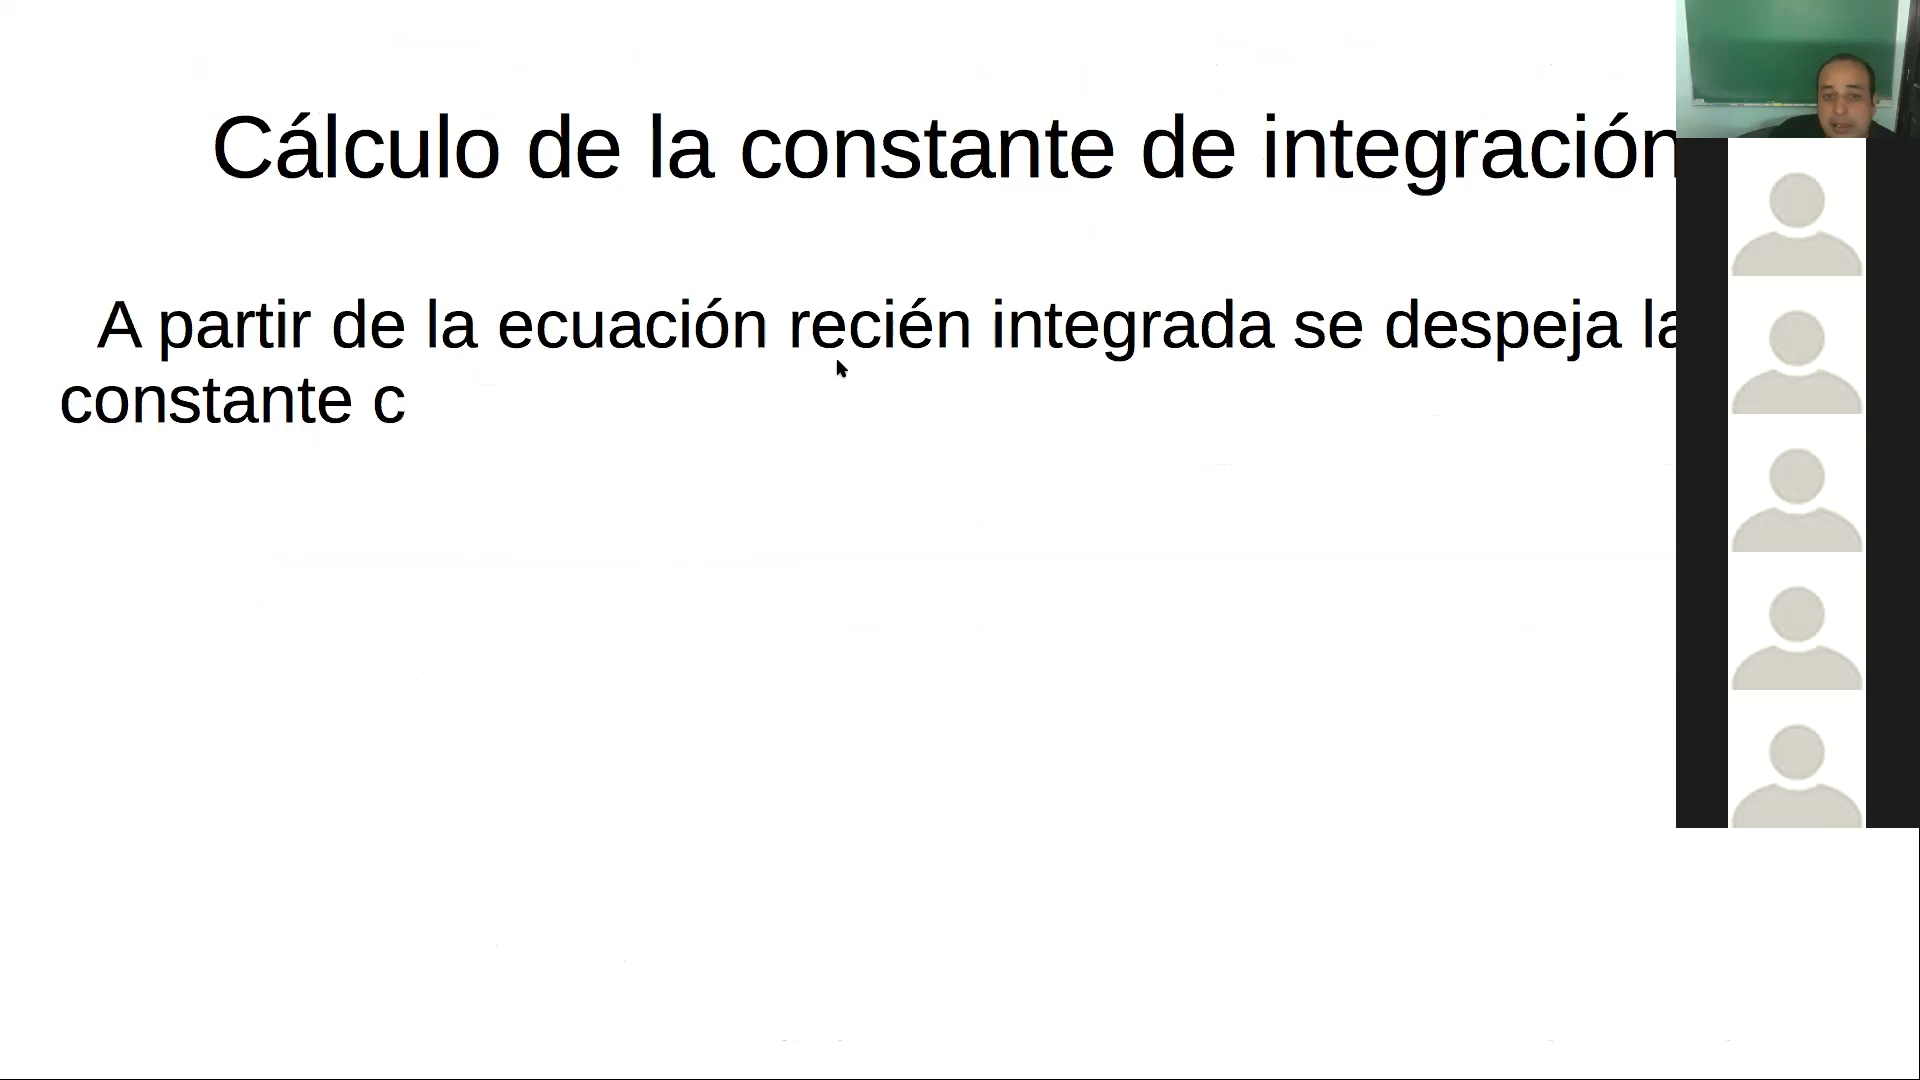 Cálculo de la constante de integración
A partir de la ecuación recién integrada se despeja la
constante c